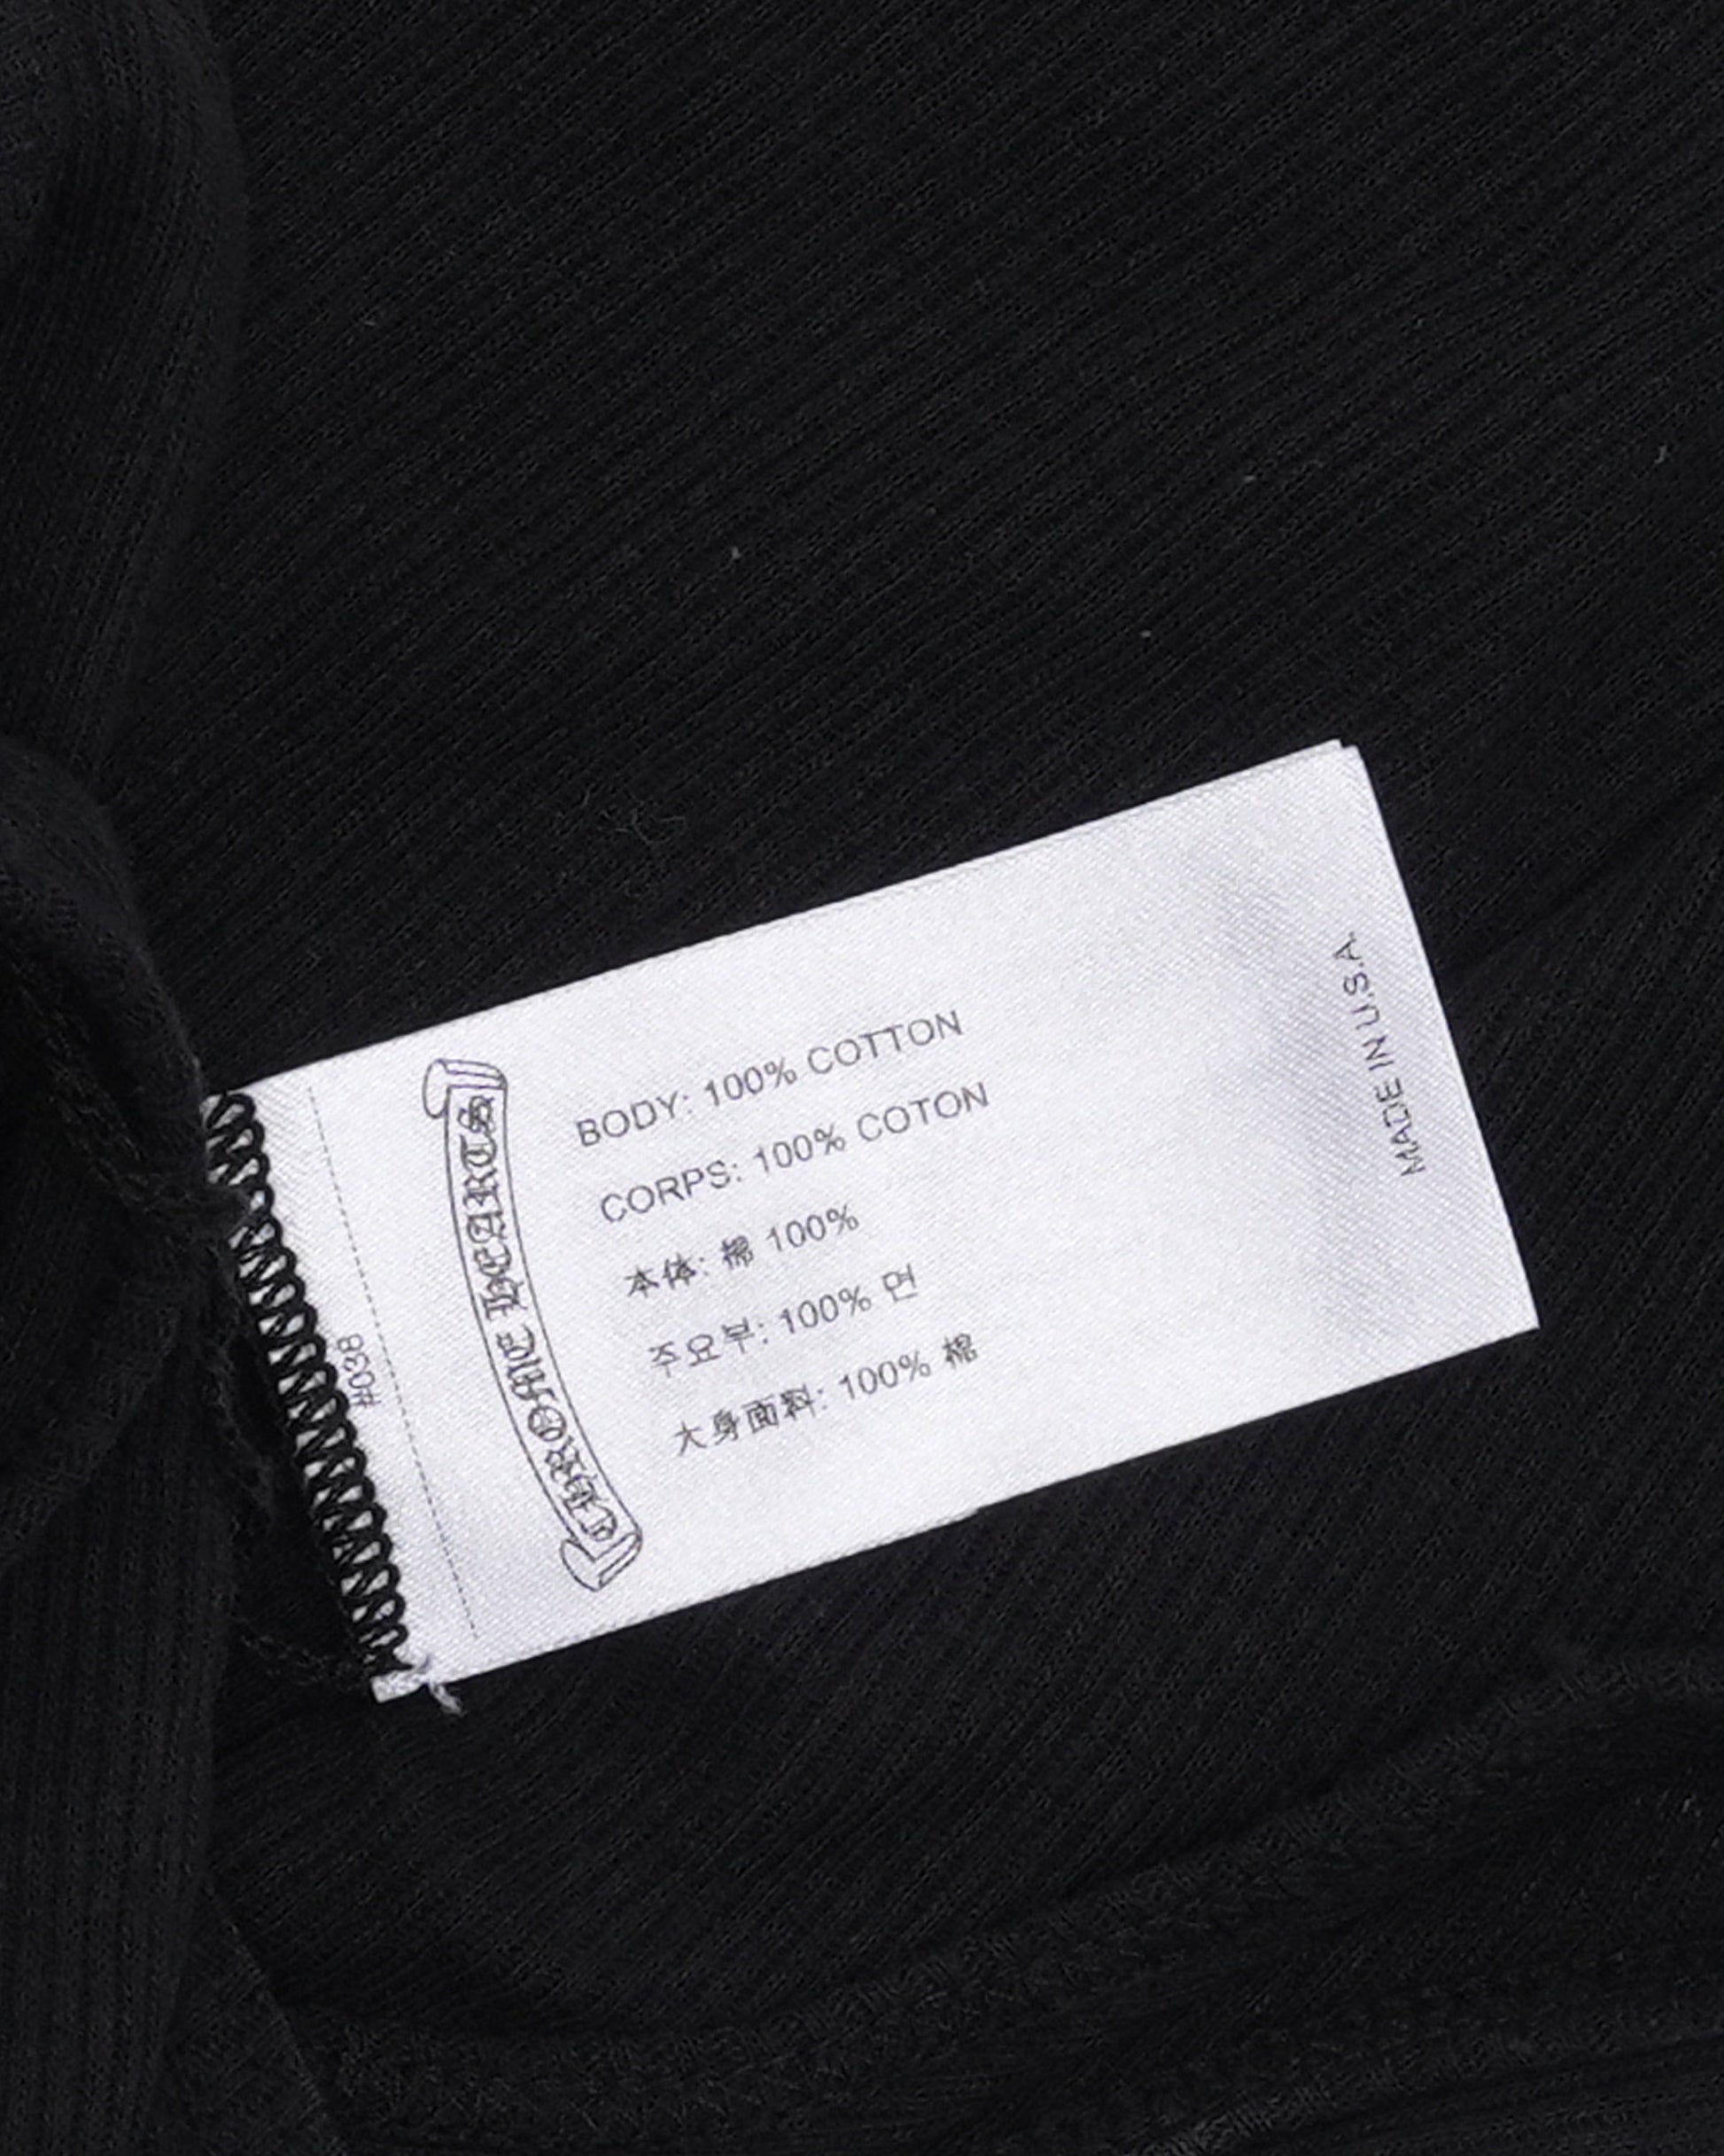 #038
CHROME HEARTS
BODY: 100% COTTON
CORPS: 100% COTON
本体: 棉 100%
주요부: 100% 면
大身面料: 100% 棉
MADE IN U.S.A.